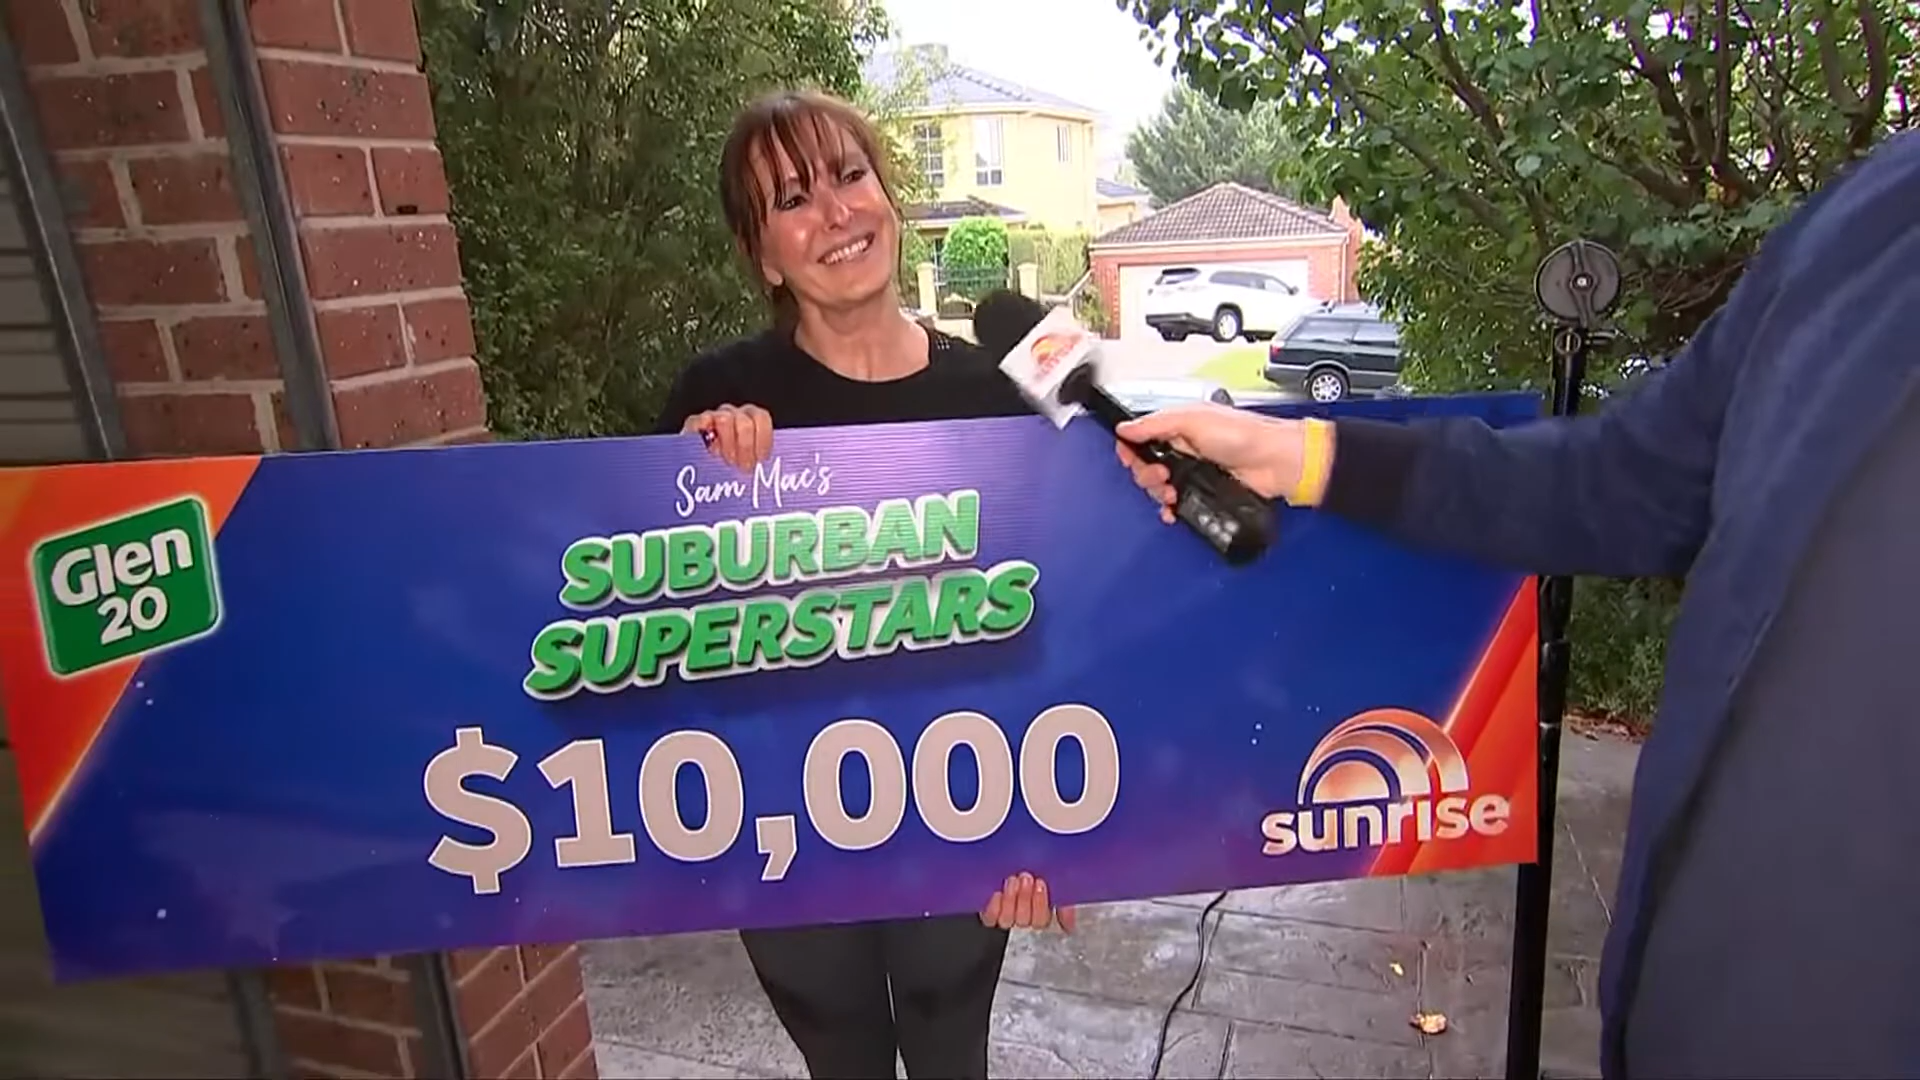 Glen
20
Sam Mac's
SUBURBAN
SUPERSTARS
$10,000
sunrise